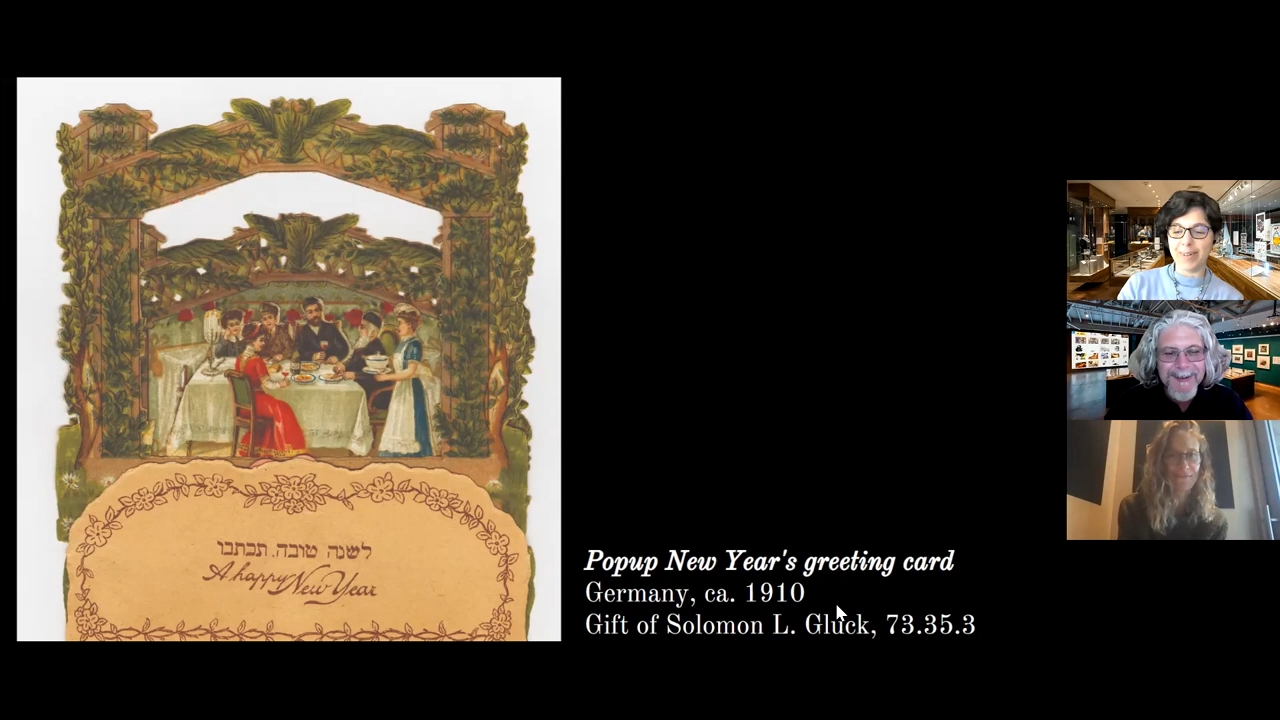 לשנה טובה תכתבו
A happy New Year
Popup New Year's greeting card
Germany, ca. 1910
Gift of Solomon L. Gluck, 73.35.3